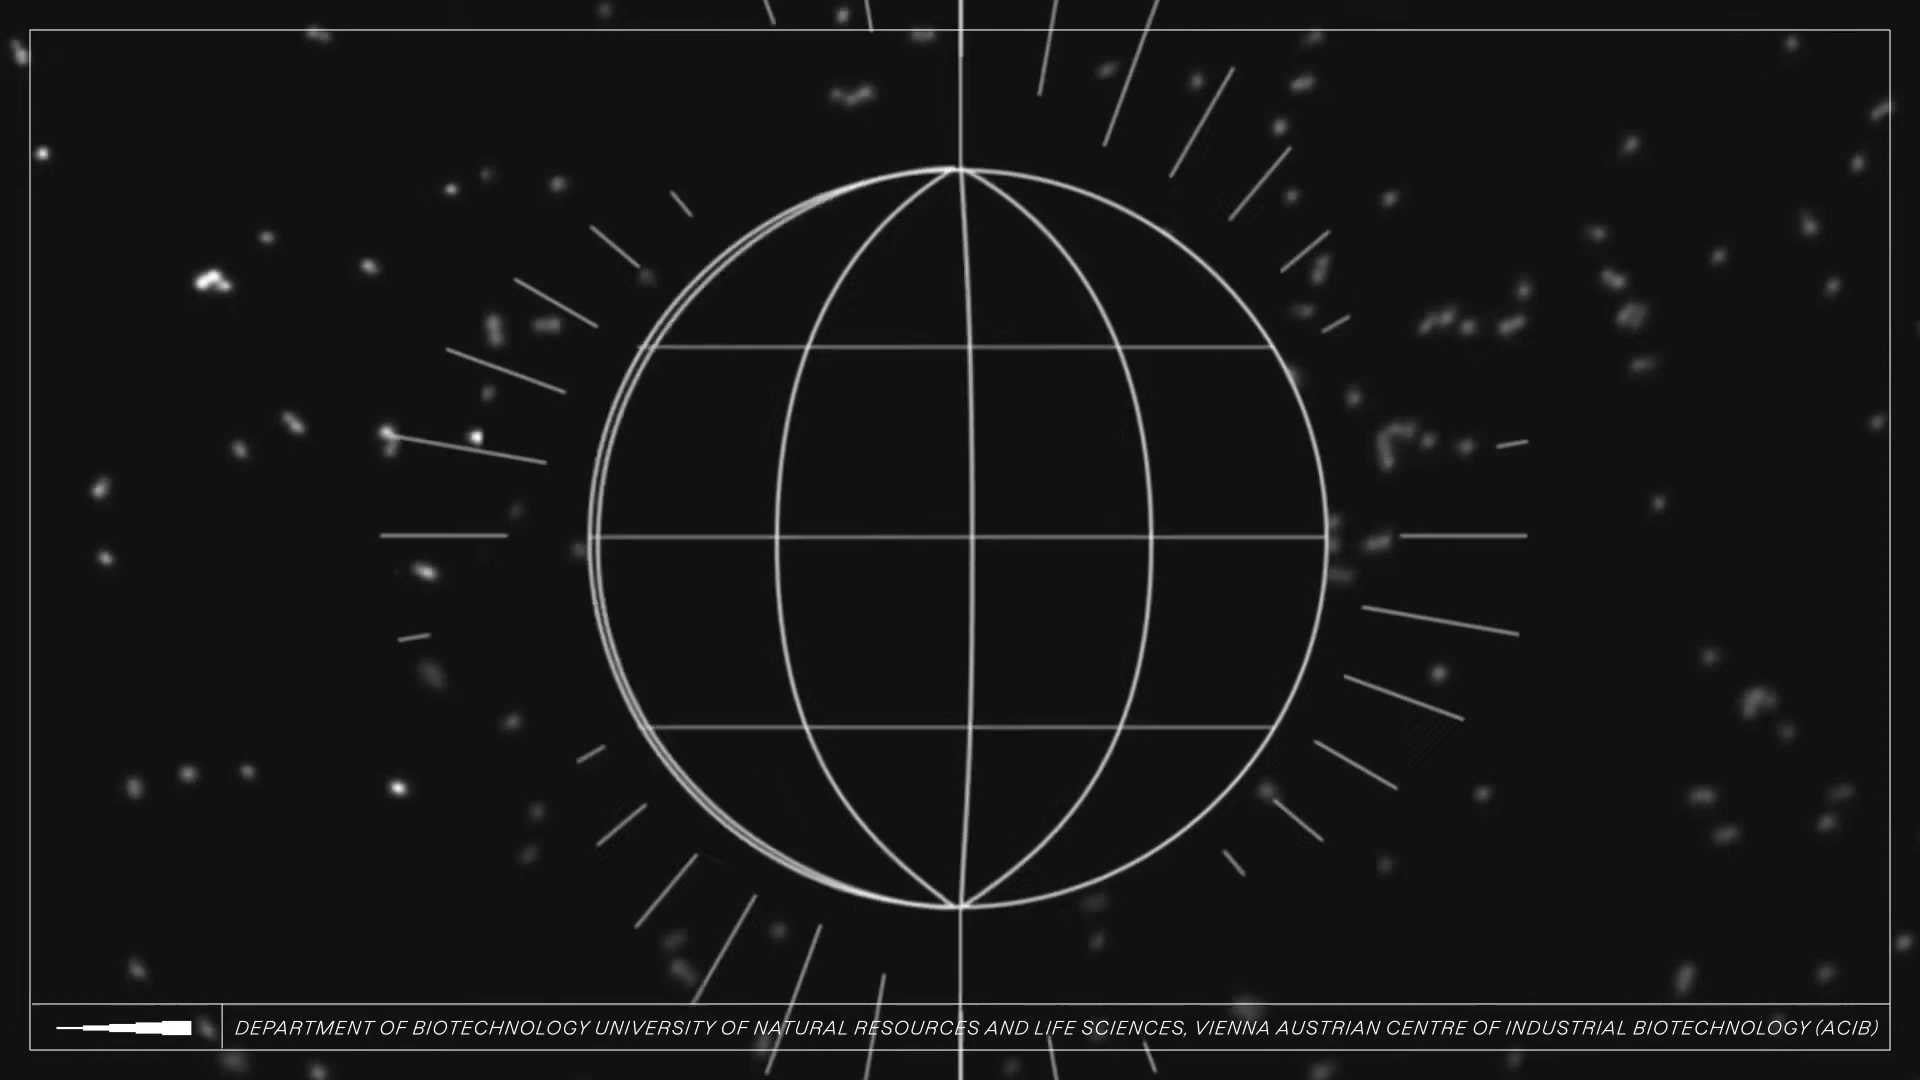 DEPARTMENT OF BIOTECHNOLOGY UNIVERSITY OF NATURAL RESOURCES AND LIFE SCIENCES, VIENNA AUSTRIAN CENTRE OF INDUSTRIAL BIOTECHNOLOGY (ACIB)